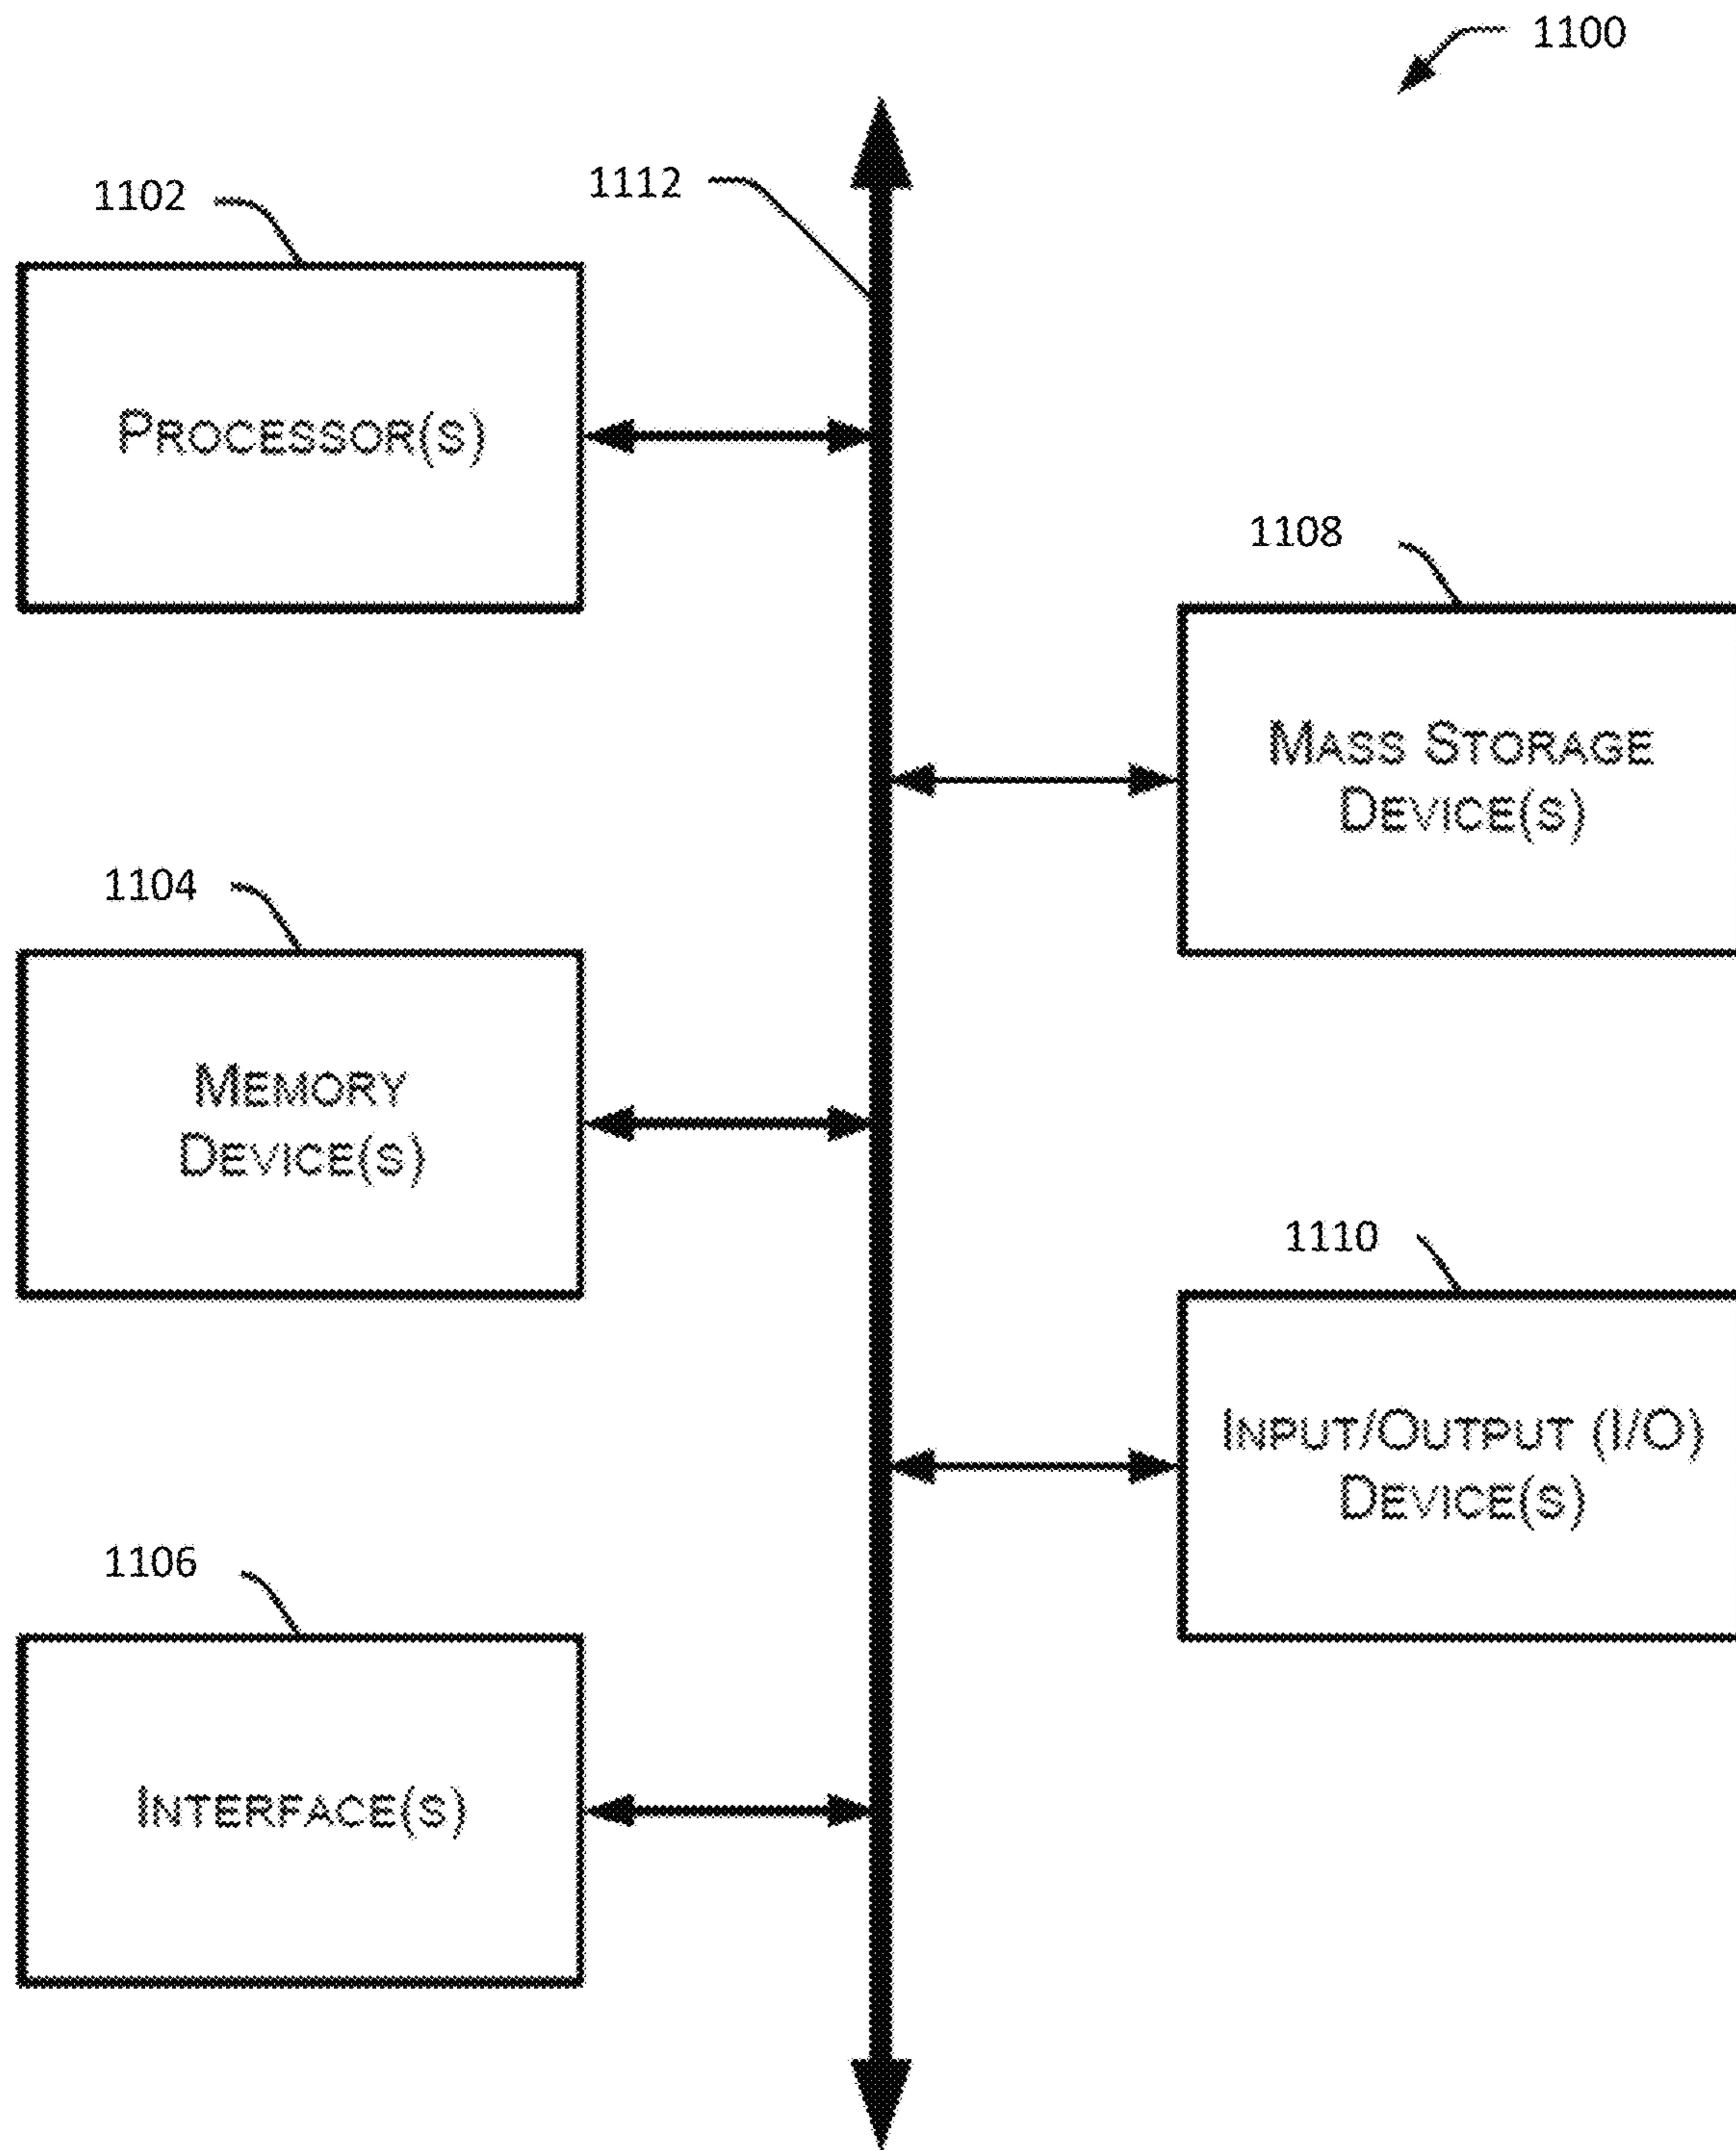 1100
1102
1112
PROCESSOR(S)
1108
MASS STORAGE
DEVICE(S)
1104
MEMORY
DEVICE(S)
1110
INPUT/OUTPUT (I/O)
DEVICE(S)
1106
INTERFACE(S)